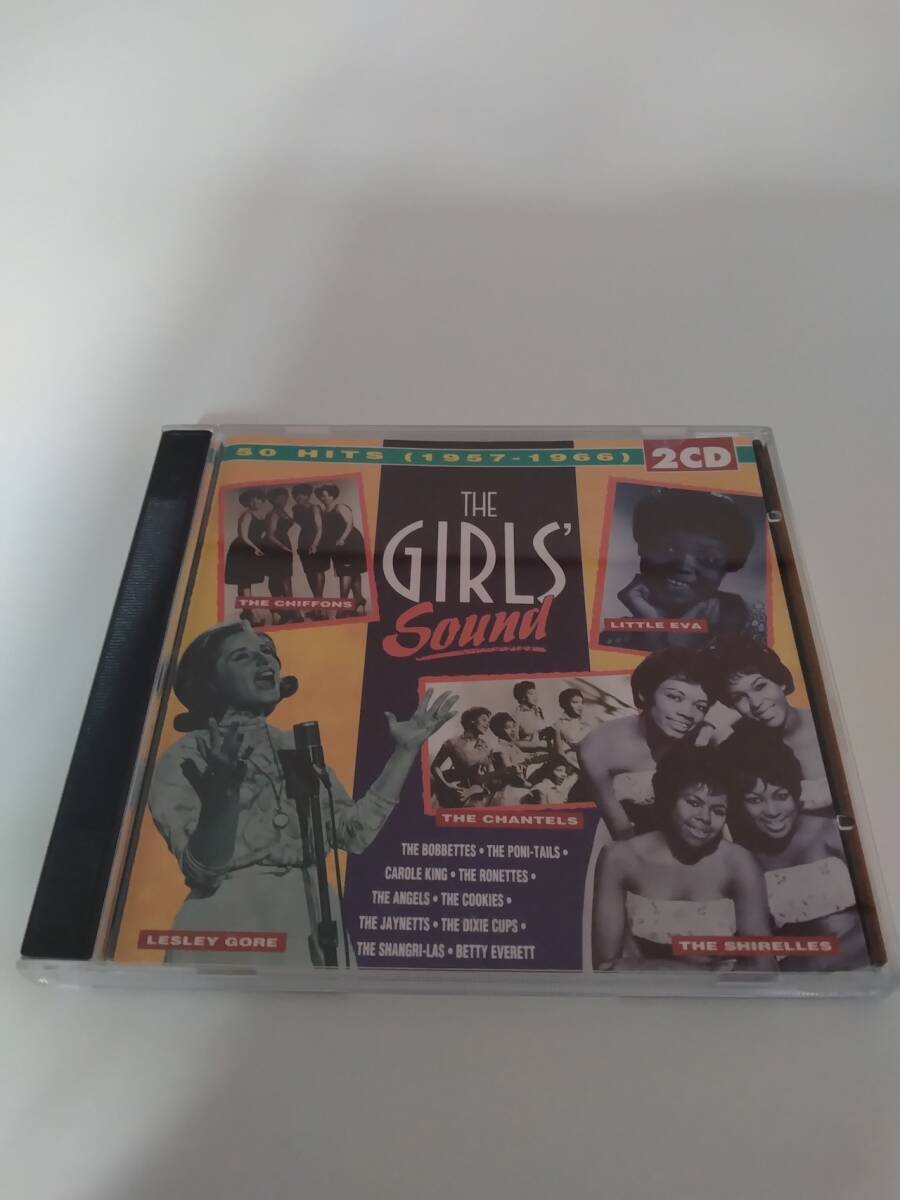 50 HITS (1957-1966)
2CD
THE
GIRLS'
Sound
THE CHIFFONS
LITTLE EVA
THE CHANTELS
THE BOBBETTES • THE PONI-TAILS •
CAROLE KING • THE RONETTES •
THE ANGELS • THE COOKIES •
THE JAYNETTS • THE DIXIE CUPS •
THE SHANGRI-LAS • BETTY EVERETT
LESLEY GORE
THE SHIRELLES